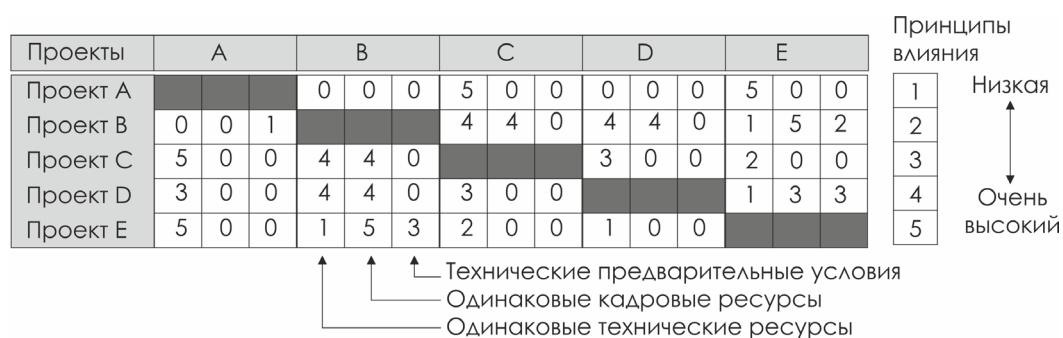 Принципы
влияния
Проекты A B C D E
Проект A 0 0 0 5 0 0 0 0 0 5 0 0
Проект B 0 0 1 4 4 0 4 4 0 1 5 2
Проект C 5 0 0 4 4 0 3 0 0 2 0 0
Проект D 3 0 0 4 4 0 3 0 0 1 3 3
Проект E 5 0 0 1 5 3 2 0 0 1 0 0
1 Низкая
2
3
4 Очень
5 высокий
Технические предварительные условия
Одинаковые кадровые ресурсы
Одинаковые технические ресурсы